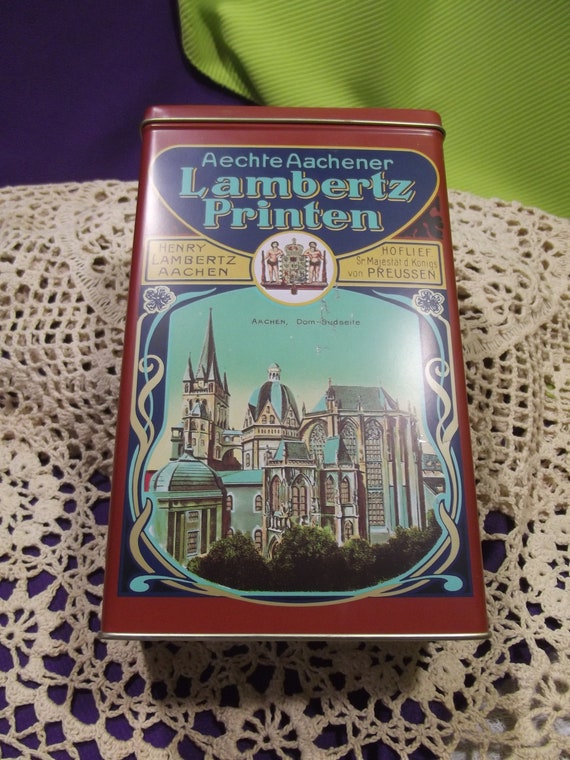 Aechte Aachener
Lambertz
Printen
HENRY
LAMBERTZ
AACHEN
HOFLIEF.
Sr Majestät d. Königs
von PREUSSEN
AACHEN, Dom-Südseite